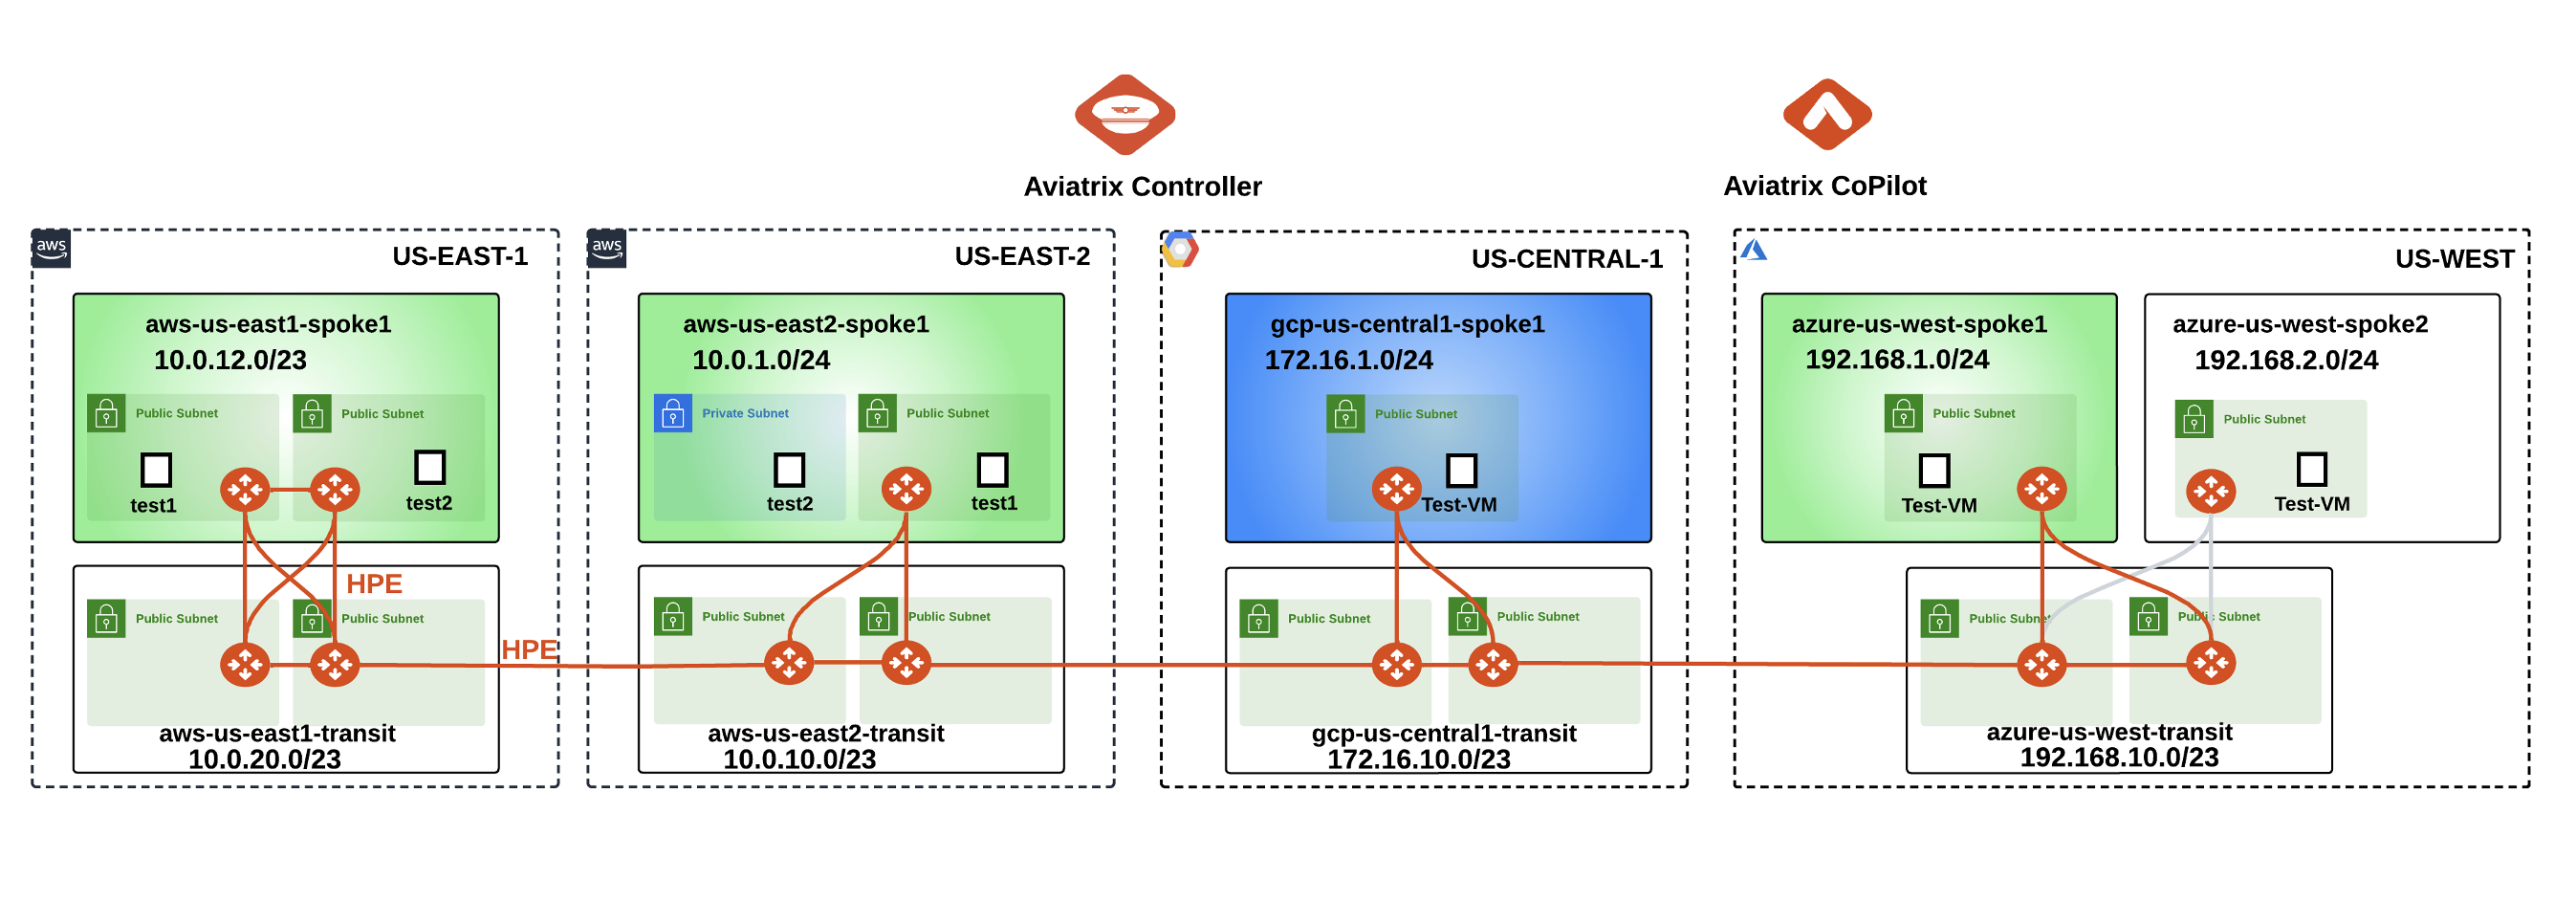 Aviatrix Controller
Aviatrix CoPilot
aws
US-EAST-1
aws-us-east1-spoke1
10.0.12.0/23
Public Subnet
Public Subnet
test1
test2
HPE
Public Subnet
Public Subnet
HPE
aws-us-east1-transit
10.0.20.0/23
aws
US-EAST-2
aws-us-east2-spoke1
10.0.1.0/24
Private Subnet
Public Subnet
test2
test1
Public Subnet
Public Subnet
aws-us-east2-transit
10.0.10.0/23
US-CENTRAL-1
gcp-us-central1-spoke1
172.16.1.0/24
Public Subnet
Test-VM
Public Subnet
Public Subnet
gcp-us-central1-transit
172.16.10.0/23
US-WEST
azure-us-west-spoke1
192.168.1.0/24
Public Subnet
Test-VM
azure-us-west-spoke2
192.168.2.0/24
Public Subnet
Test-VM
Public Subnet
Public Subnet
azure-us-west-transit
192.168.10.0/23